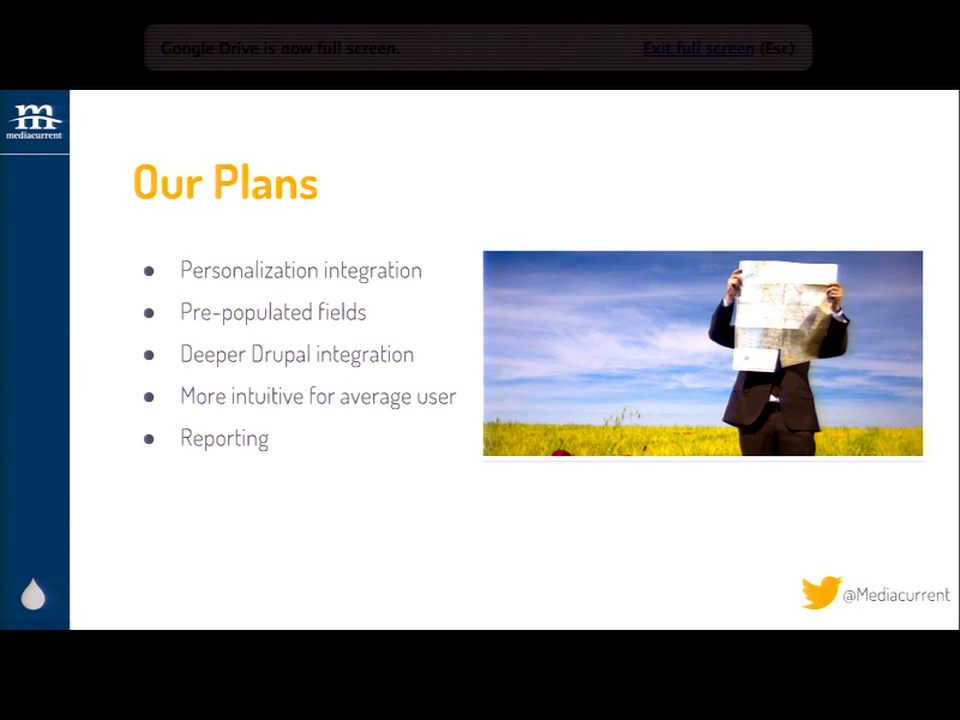 Google Drive is now full screen. Exit full screen (Esc)
m
mediacurrent
Our Plans
● Personalization integration
● Pre-populated fields
● Deeper Drupal integration
● More intuitive for average user
● Reporting
@Mediacurrent